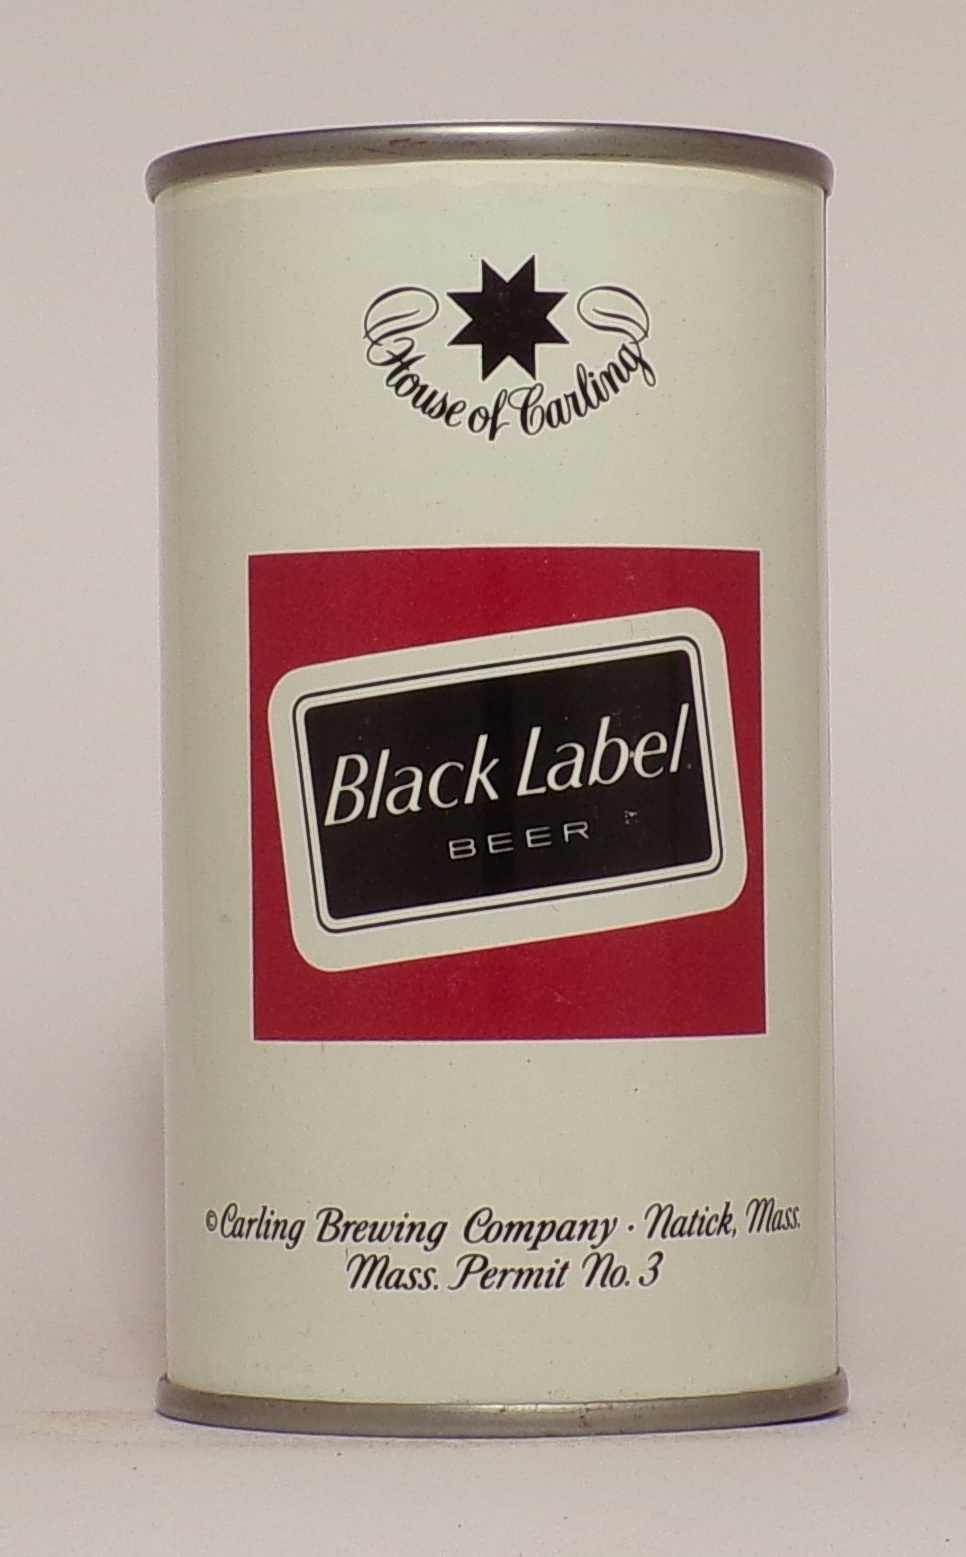 House of Carling
Black Label
BEER
©Carling Brewing Company · Natick, Mass.
Mass. Permit No. 3